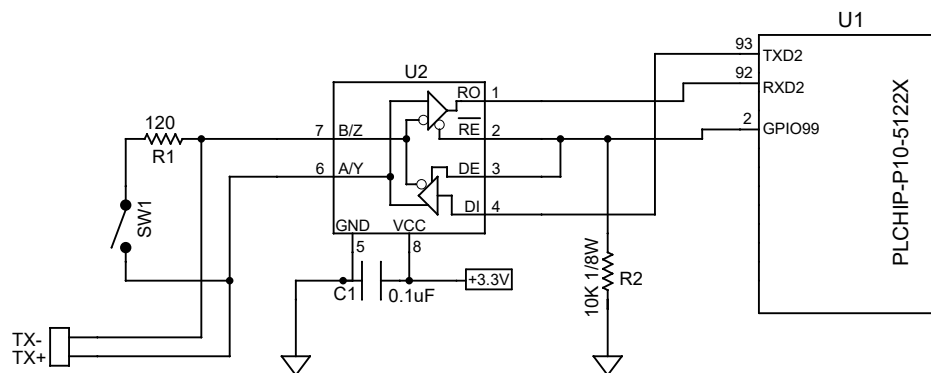 U1
93
TXD2
92
RXD2
2
GPIO99
PLCHIP-P10-5122X
U2
RO
1
7
B/Z
RE
2
6
A/Y
DE
3
DI
4
GND
VCC
5
8
120
R1
SW1
C1
0.1uF
+3.3V
10K 1/8W
R2
TX-
TX+